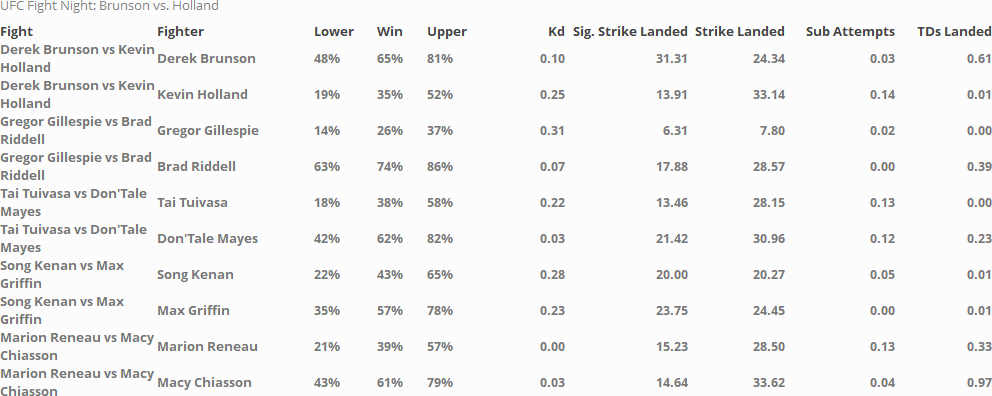 UFC Fight Night: Brunson vs. Holland
Fight Fighter Lower Win Upper Kd Sig. Strike Landed Strike Landed Sub Attempts TDs Landed
Derek Brunson vs Kevin
Holland Derek Brunson 48% 65% 81% 0.10 31.31 24.34 0.03 0.61
Derek Brunson vs Kevin
Holland Kevin Holland 19% 35% 52% 0.25 13.91 33.14 0.14 0.01
Gregor Gillespie vs Brad
Riddell Gregor Gillespie 14% 26% 37% 0.31 6.31 7.80 0.02 0.00
Gregor Gillespie vs Brad
Riddell Brad Riddell 63% 74% 86% 0.07 17.88 28.57 0.00 0.39
Tai Tuivasa vs Don'Tale
Mayes Tai Tuivasa 18% 38% 58% 0.22 13.46 28.15 0.13 0.00
Tai Tuivasa vs Don'Tale
Mayes Don'Tale Mayes 42% 62% 82% 0.03 21.42 30.96 0.12 0.23
Song Kenan vs Max
Griffin Song Kenan 22% 43% 65% 0.28 20.00 20.27 0.05 0.01
Song Kenan vs Max
Griffin Max Griffin 35% 57% 78% 0.23 23.75 24.45 0.00 0.01
Marion Reneau vs Macy
Chiasson Marion Reneau 21% 39% 57% 0.00 15.23 28.50 0.13 0.33
Marion Reneau vs Macy
Chiasson Macy Chiasson 43% 61% 79% 0.03 14.64 33.62 0.04 0.97